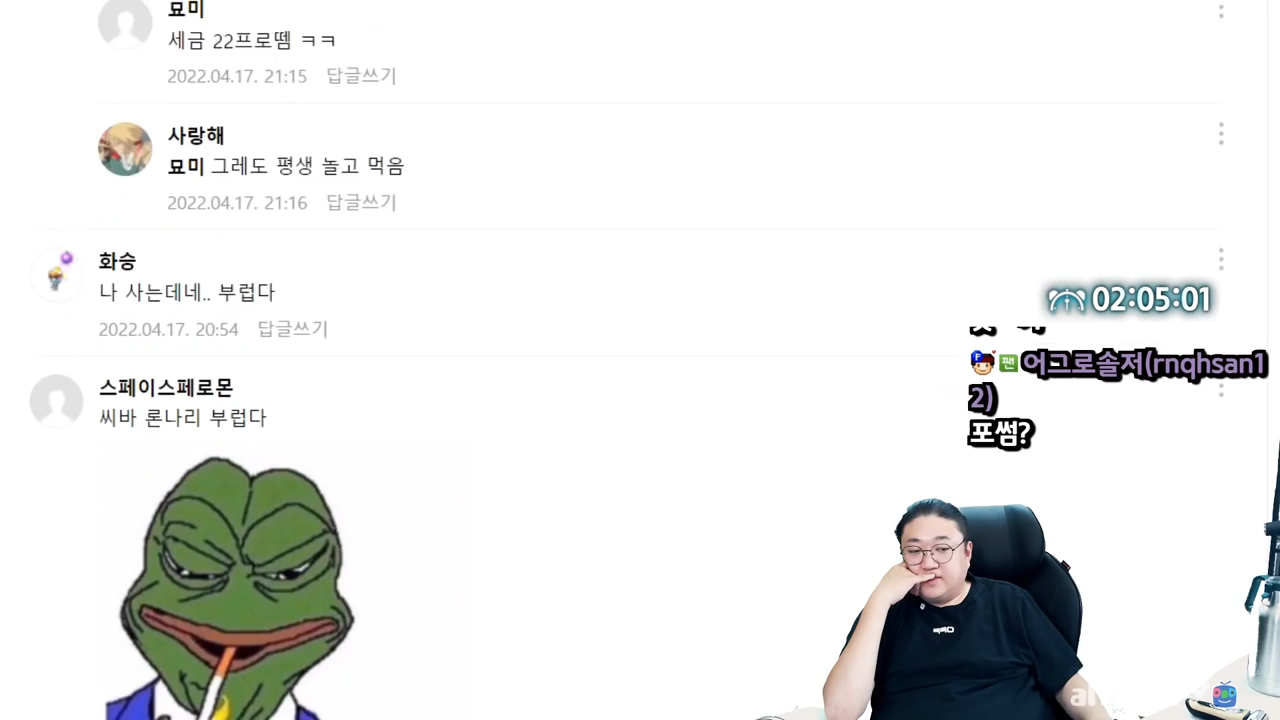 묘미
세금 22프로뗌 ㅋㅋ
2022.04.17. 21:15 답글쓰기
사랑해
묘미 그레도 평생 놀고 먹음
2022.04.17. 21:16 답글쓰기
화승
나 사는데네.. 부럽다
2022.04.17. 20:54 답글쓰기
02:05:01
팬 어그로솔저(rnqhsan1
2)
포썸?
스페이스페로몬
씨바 론나리 부럽다